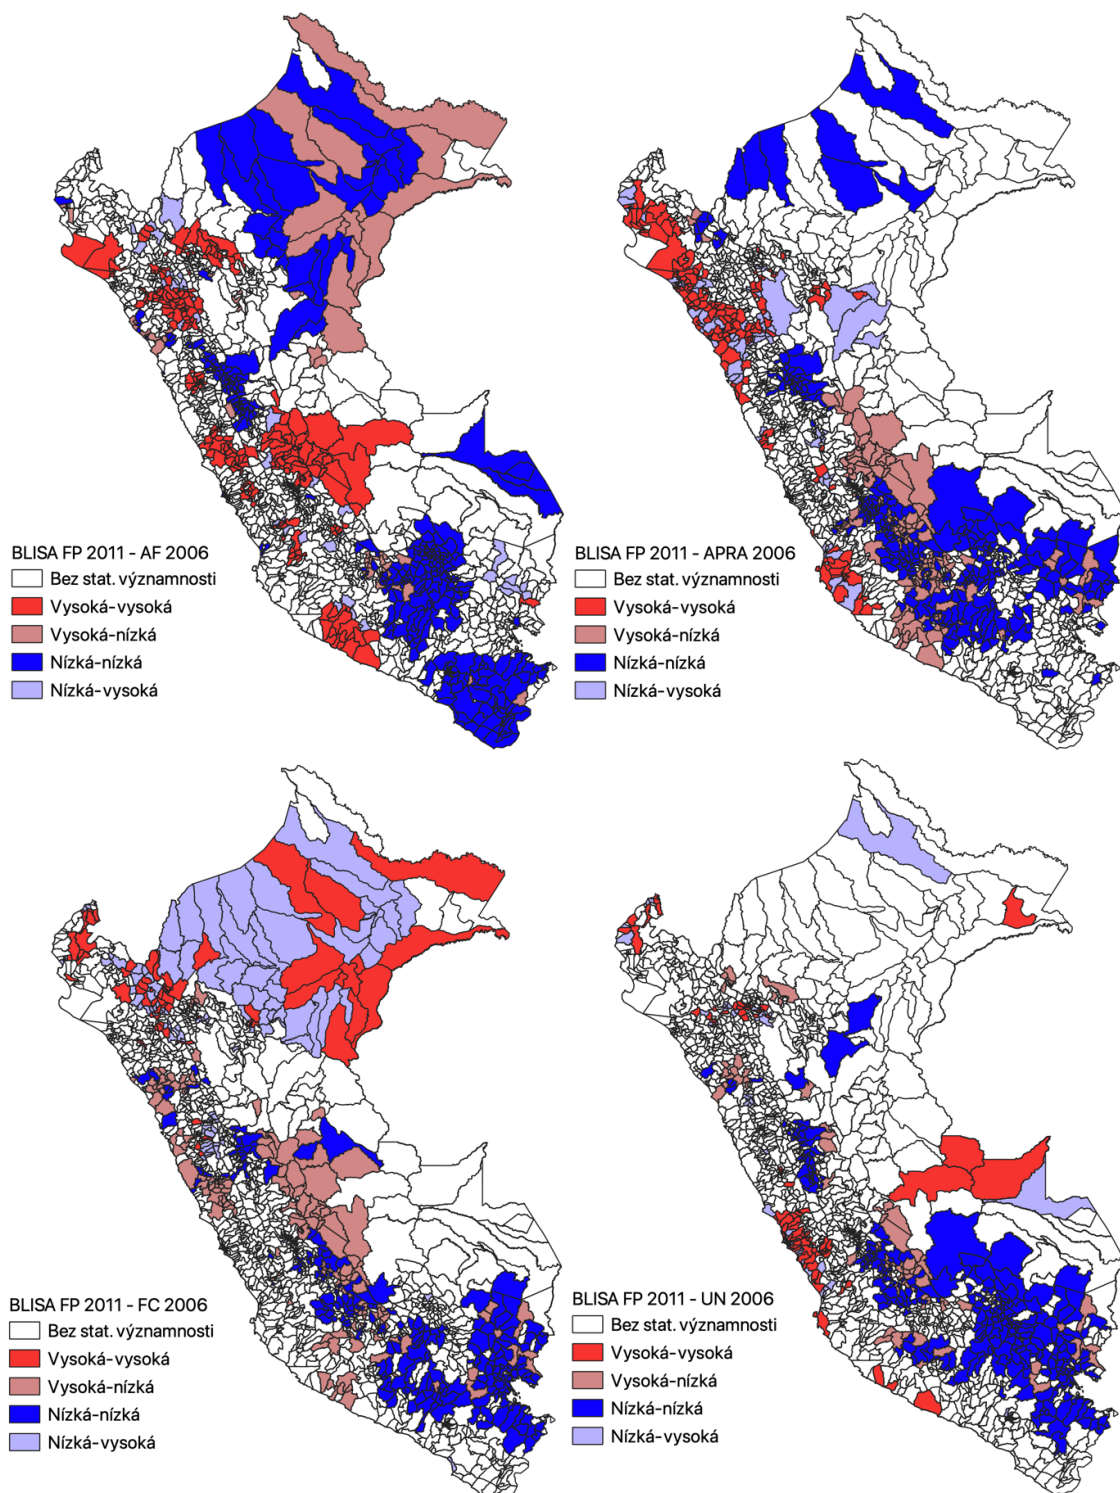 BLISA FP 2011 - AF 2006
Bez stat. významnosti
Vysoká-vysoká
Vysoká-nízká
Nízká-nízká
Nízká-vysoká
BLISA FP 2011 - APRA 2006
Bez stat. významnosti
Vysoká-vysoká
Vysoká-nízká
Nízká-nízká
Nízká-vysoká
BLISA FP 2011 - FC 2006
Bez stat. významnosti
Vysoká-vysoká
Vysoká-nízká
Nízká-nízká
Nízká-vysoká
BLISA FP 2011 - UN 2006
Bez stat. významnosti
Vysoká-vysoká
Vysoká-nízká
Nízká-nízká
Nízká-vysoká